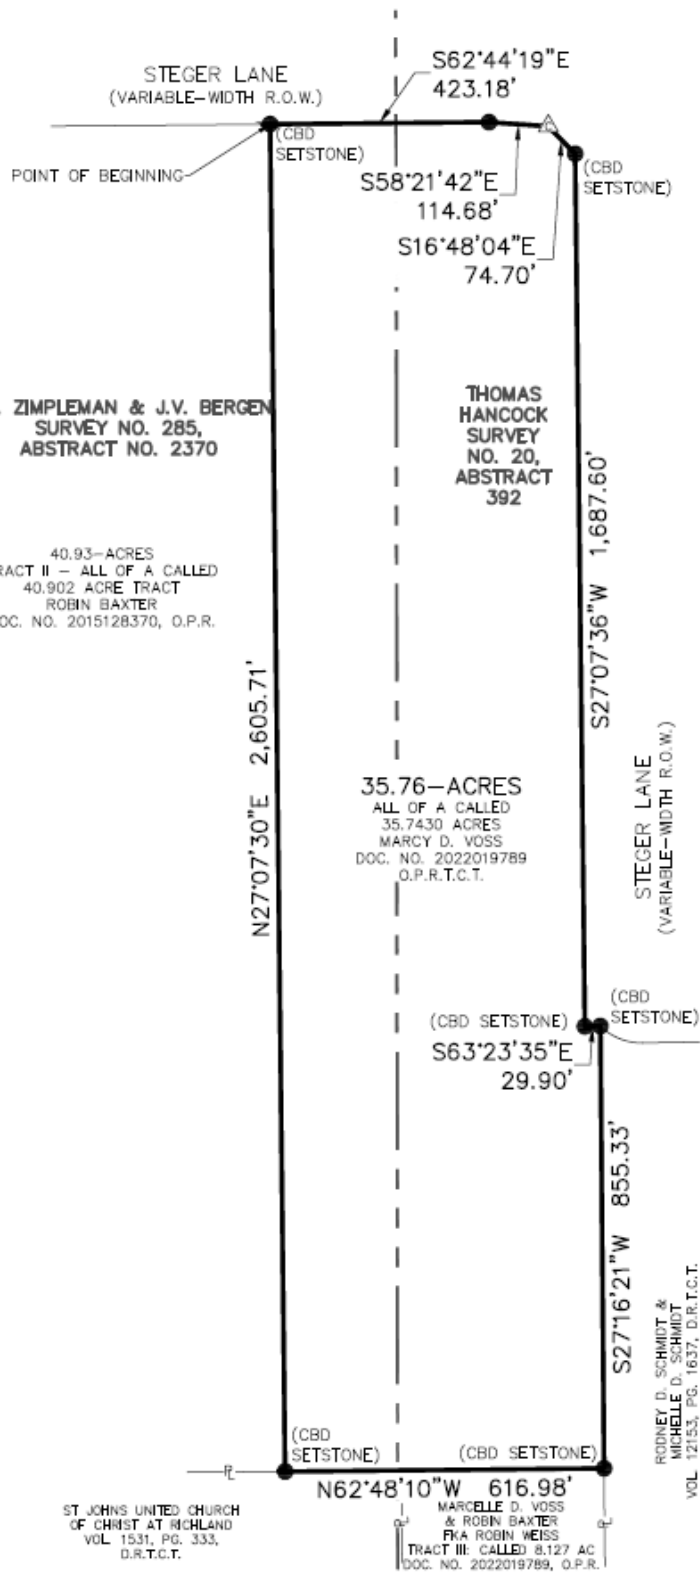 STEGER LANE
(VARIABLE-WIDTH R.O.W.)
S62°44'19"E
423.18'
(CBD
SETSTONE)
POINT OF BEGINNING
S58°21'42"E
114.68'
(CBD
SETSTONE)
S16°48'04"E
74.70'
ZIMPLEMAN & J.V. BERGEN
SURVEY NO. 285,
ABSTRACT NO. 2370
THOMAS
HANCOCK
SURVEY
NO. 20,
ABSTRACT
392
S27°07'36"W 1,687.60'
40.93-ACRES
II - ALL OF A CALLED
40.902 ACRE TRACT
ROBIN BAXTER
NO. 2015128370, O.P.R.
N27°07'30"E 2,605.71'
35.76-ACRES
ALL OF A CALLED
35.7430 ACRES
MARCY D. VOSS
DOC. NO. 2022019789
O.P.R.T.C.T.
STEGER LANE
(VARIABLE-WIDTH R.O.W.)
(CBD SETSTONE)
(CBD
SETSTONE)
S63°23'35"E
29.90'
S27°16'21"W 855.33'
RODNEY D. SCHMIDT &
MICHELLE D. SCHMIDT
VOL. 12153, PG. 1637, D.R.T.C.T.
(CBD
SETSTONE)
(CBD SETSTONE)
N62°48'10"W 616.98'
ST JOHNS UNITED CHURCH
OF CHRIST AT RICHLAND
VOL. 1531, PG. 333,
D.R.T.C.T.
MARCELLE D. VOSS
& ROBIN BAXTER
FKA ROBIN WEISS
TRACT III: CALLED 8.127 AC
DOC. NO. 2022019789, O.P.R.